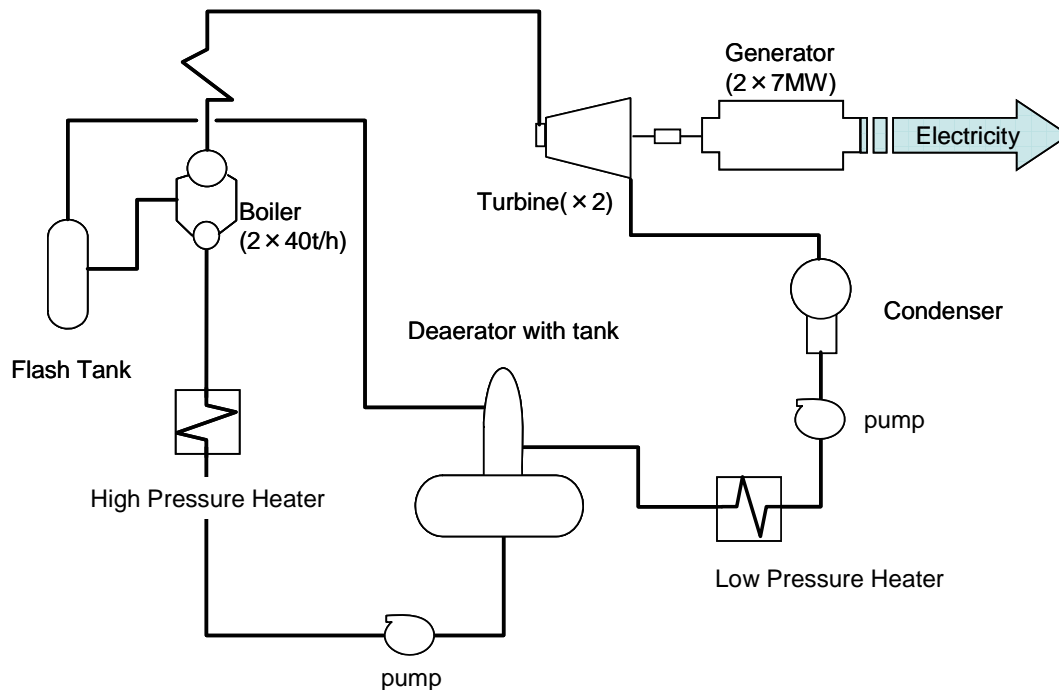 Generator
(2×7MW)
Electricity
Turbine(×2)
Boiler
(2×40t/h)
Condenser
Deaerator with tank
Flash Tank
pump
High Pressure Heater
Low Pressure Heater
pump